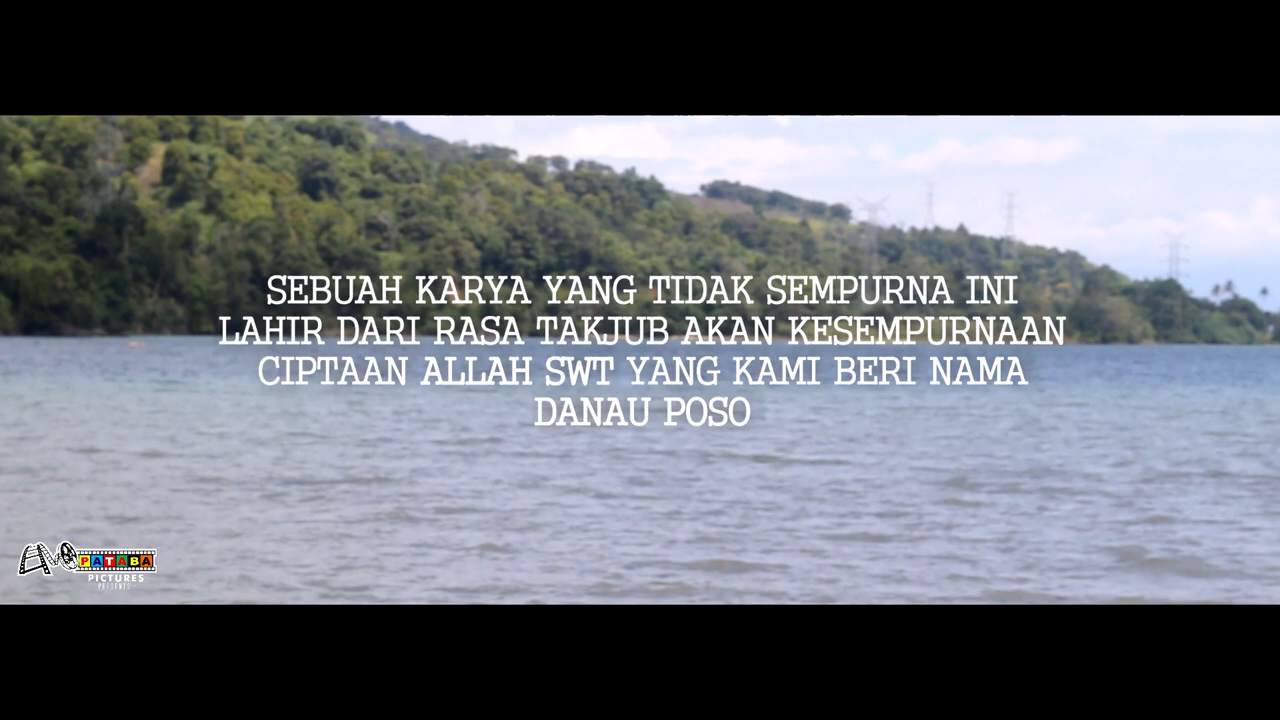 SEBUAH KARYA YANG TIDAK SEMPURNA INI
LAHIR DARI RASA TAKJUB AKAN KESEMPURNAAN
CIPTAAN ALLAH SWT YANG KAMI BERI NAMA
DANAU POSO
PATABA
PICTURES
PRESENTS